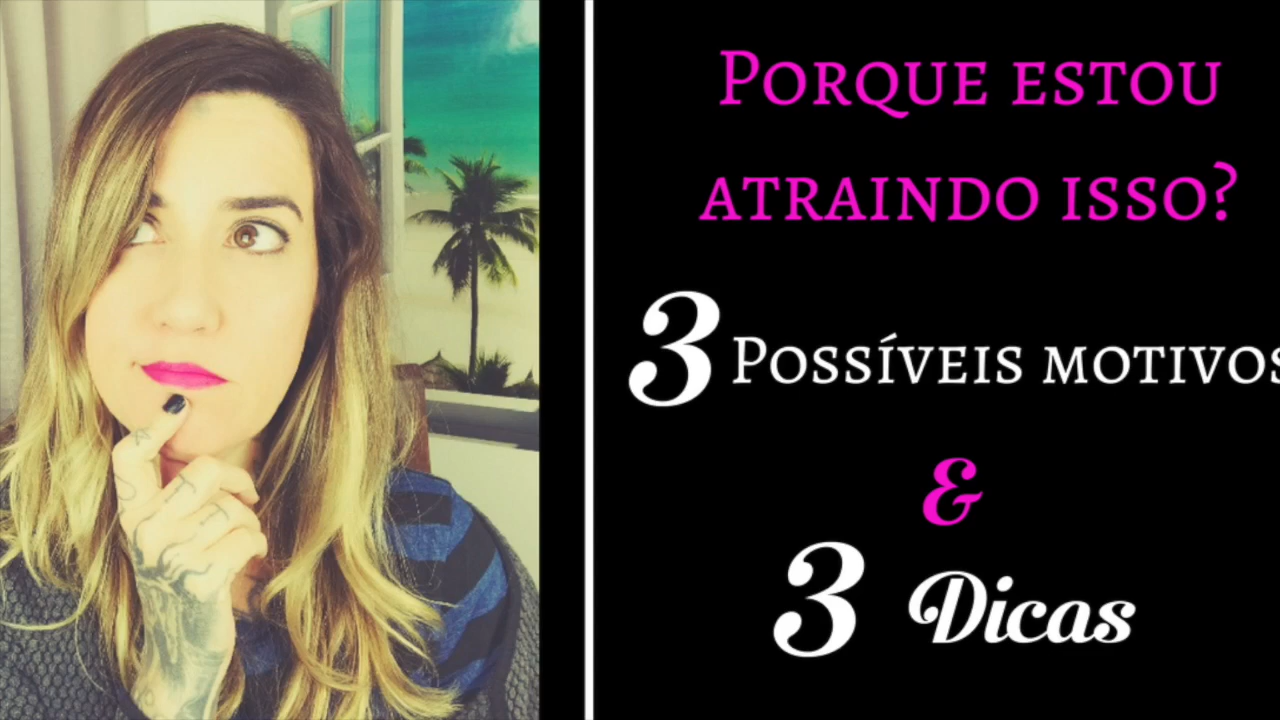 Porque estou
atraindo isso?
3 Possíveis motivos
&
3 Dicas